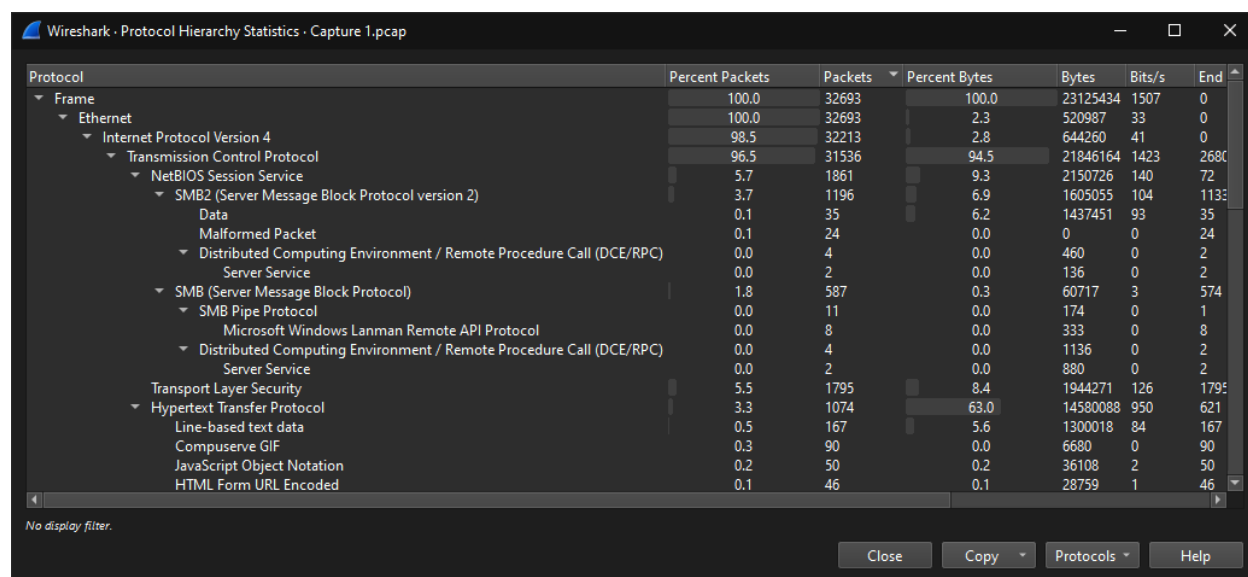 Wireshark · Protocol Hierarchy Statistics · Capture 1.pcap
Protocol Percent Packets Packets Percent Bytes Bytes Bits/s End
Frame 100.0 32693 100.0 23125434 1507 0
Ethernet 100.0 32693 2.3 520987 33 0
Internet Protocol Version 4 98.5 32213 2.8 644260 41 0
Transmission Control Protocol 96.5 31536 94.5 21846164 1423 2680
NetBIOS Session Service 5.7 1861 9.3 2150726 140 72
SMB2 (Server Message Block Protocol version 2) 3.7 1196 6.9 1605055 104 1133
Data 0.1 35 6.2 1437451 93 35
Malformed Packet 0.1 24 0.0 0 0 24
Distributed Computing Environment / Remote Procedure Call (DCE/RPC) 0.0 4 0.0 460 0 2
Server Service 0.0 2 0.0 136 0 2
SMB (Server Message Block Protocol) 1.8 587 0.3 60717 3 574
SMB Pipe Protocol 0.0 11 0.0 174 0 1
Microsoft Windows Lanman Remote API Protocol 0.0 8 0.0 333 0 8
Distributed Computing Environment / Remote Procedure Call (DCE/RPC) 0.0 4 0.0 1136 0 2
Server Service 0.0 2 0.0 880 0 2
Transport Layer Security 5.5 1795 8.4 1944271 126 1795
Hypertext Transfer Protocol 3.3 1074 63.0 14580088 950 621
Line-based text data 0.5 167 5.6 1300018 84 167
Compuserve GIF 0.3 90 0.0 6680 0 90
JavaScript Object Notation 0.2 50 0.2 36108 2 50
HTML Form URL Encoded 0.1 46 0.1 28759 1 46
No display filter.
Close Copy Protocols Help